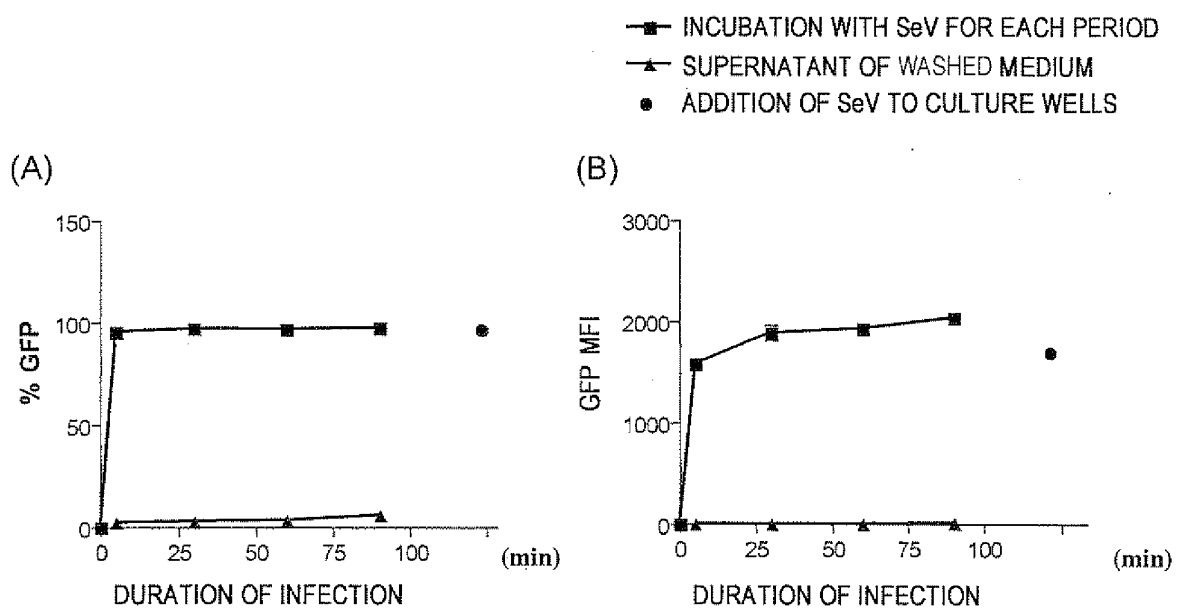 INCUBATION WITH SeV FOR EACH PERIOD
SUPERNATANT OF WASHED MEDIUM
ADDITION OF SeV TO CULTURE WELLS
(A)
150
100
50
0
% GFP
0 25 50 75 100 (min)
DURATION OF INFECTION
(B)
3000
2000
1000
0
GFP MFI
0 25 50 75 100 (min)
DURATION OF INFECTION